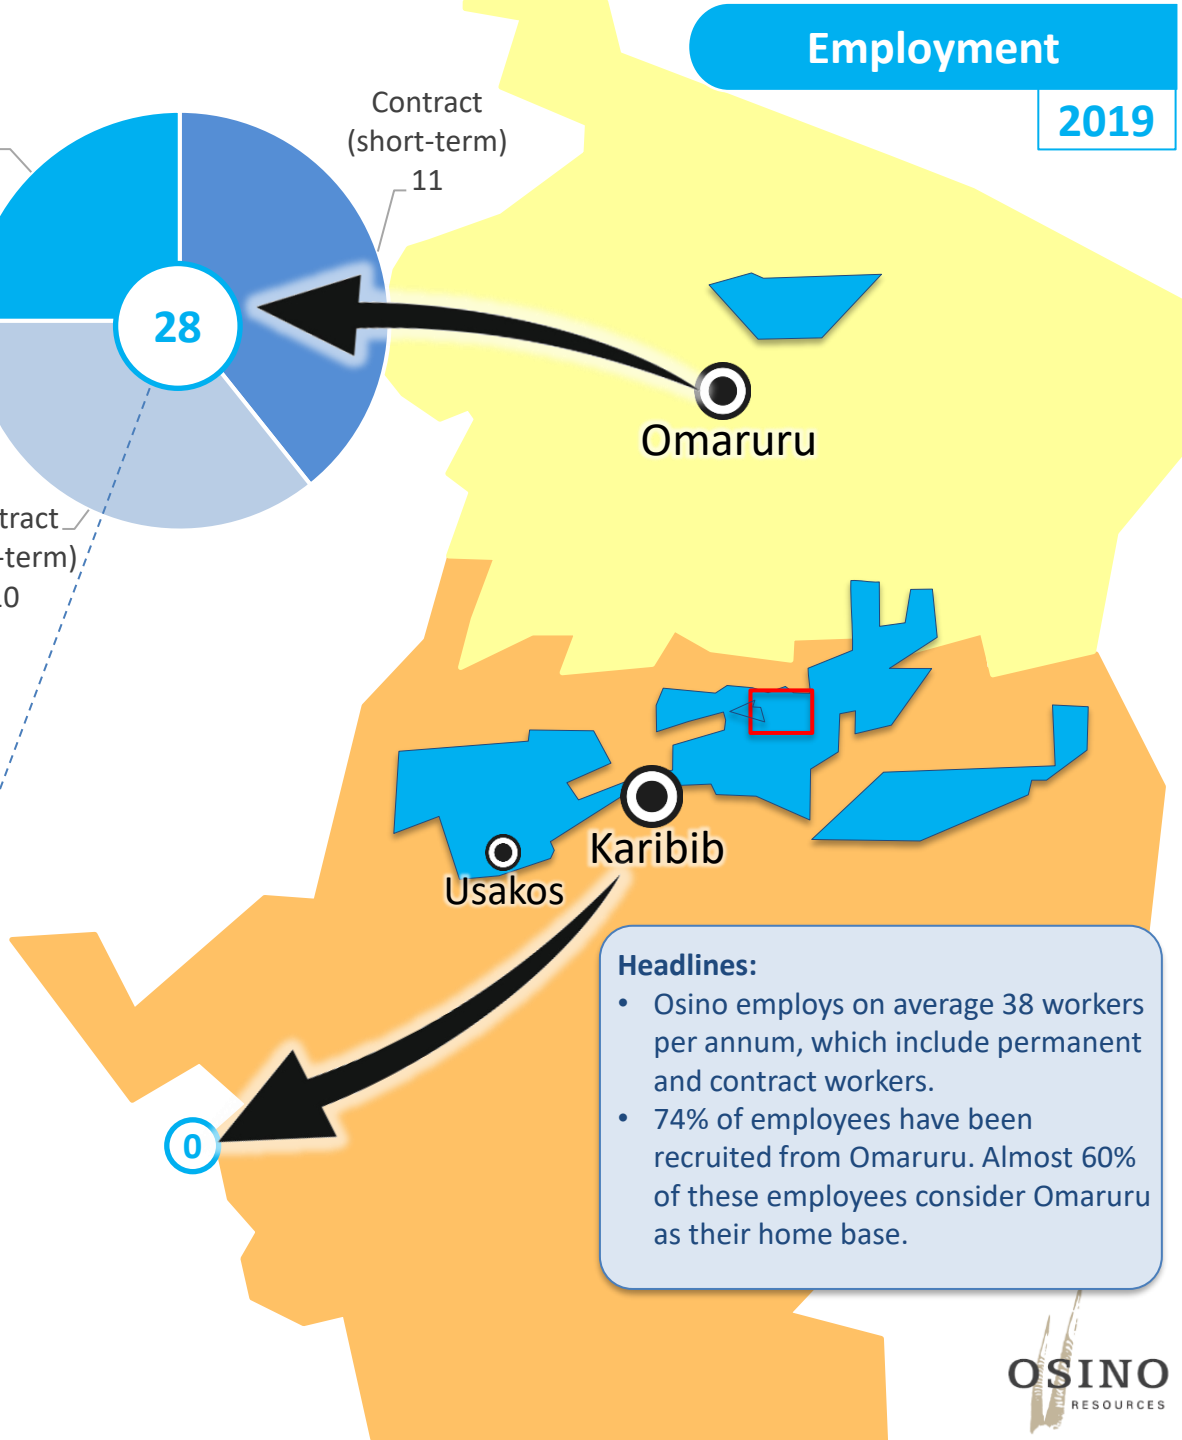 Employment
2019
Contract
(short-term)
11
28
Omaruru
tract
-term)
Karibib
Usakos
0
Headlines:
• Osino employs on average 38 workers
per annum, which include permanent
and contract workers.
• 74% of employees have been
recruited from Omaruru. Almost 60%
of these employees consider Omaruru
as their home base.
OSINO
RESOURCES